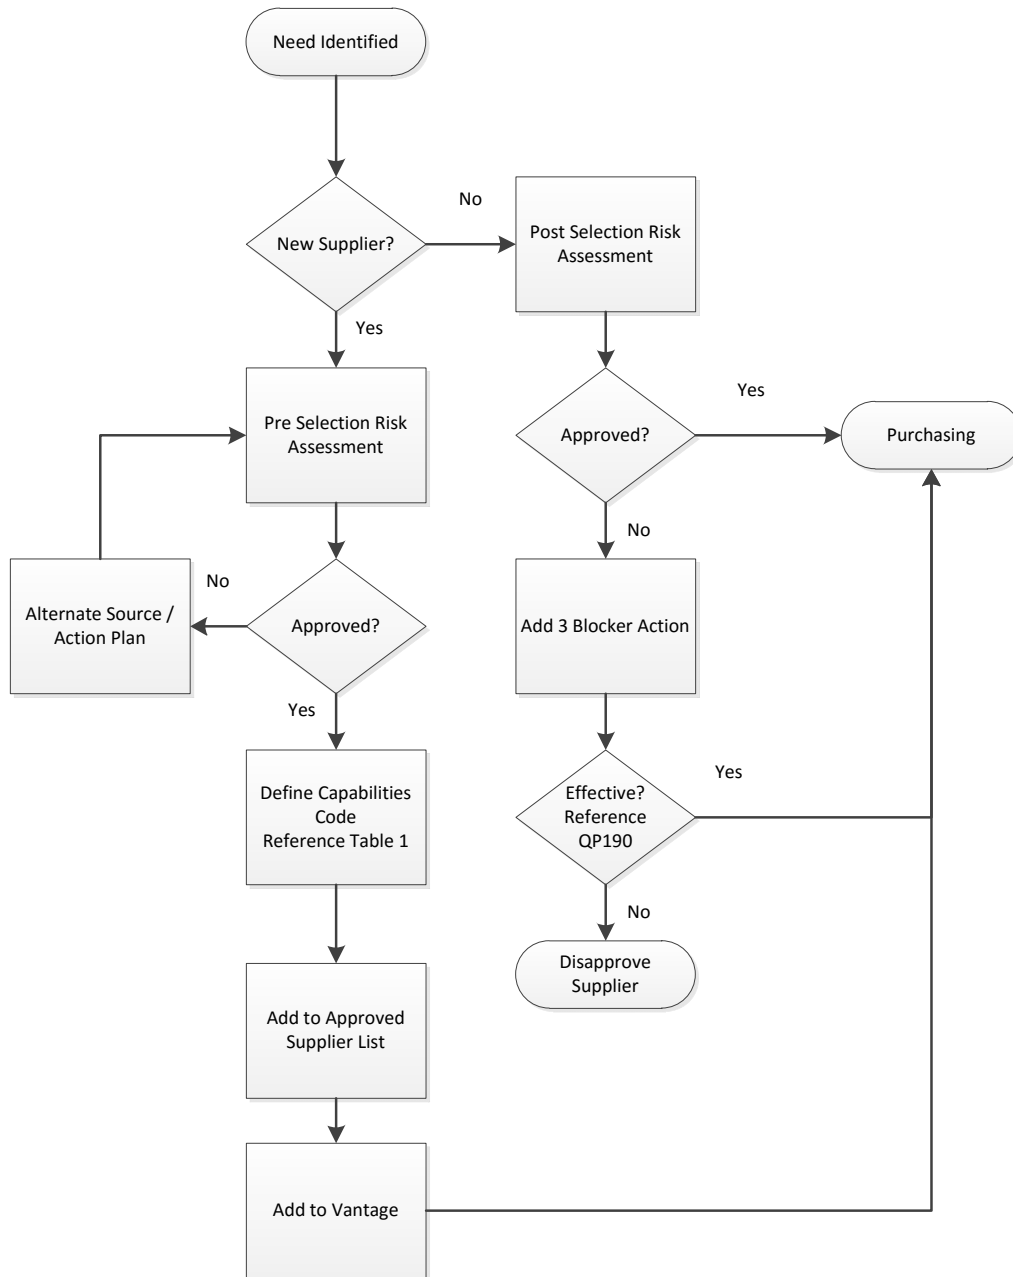 Need Identified
New Supplier?
No
Post Selection Risk
Assessment
Yes
Pre Selection Risk
Assessment
Approved?
Yes
Purchasing
No
Alternate Source /
Action Plan
No
Approved?
Add 3 Blocker Action
Yes
Define Capabilities
Code
Reference Table 1
Effective?
Reference
QP190
Yes
No
Disapprove
Supplier
Add to Approved
Supplier List
Add to Vantage